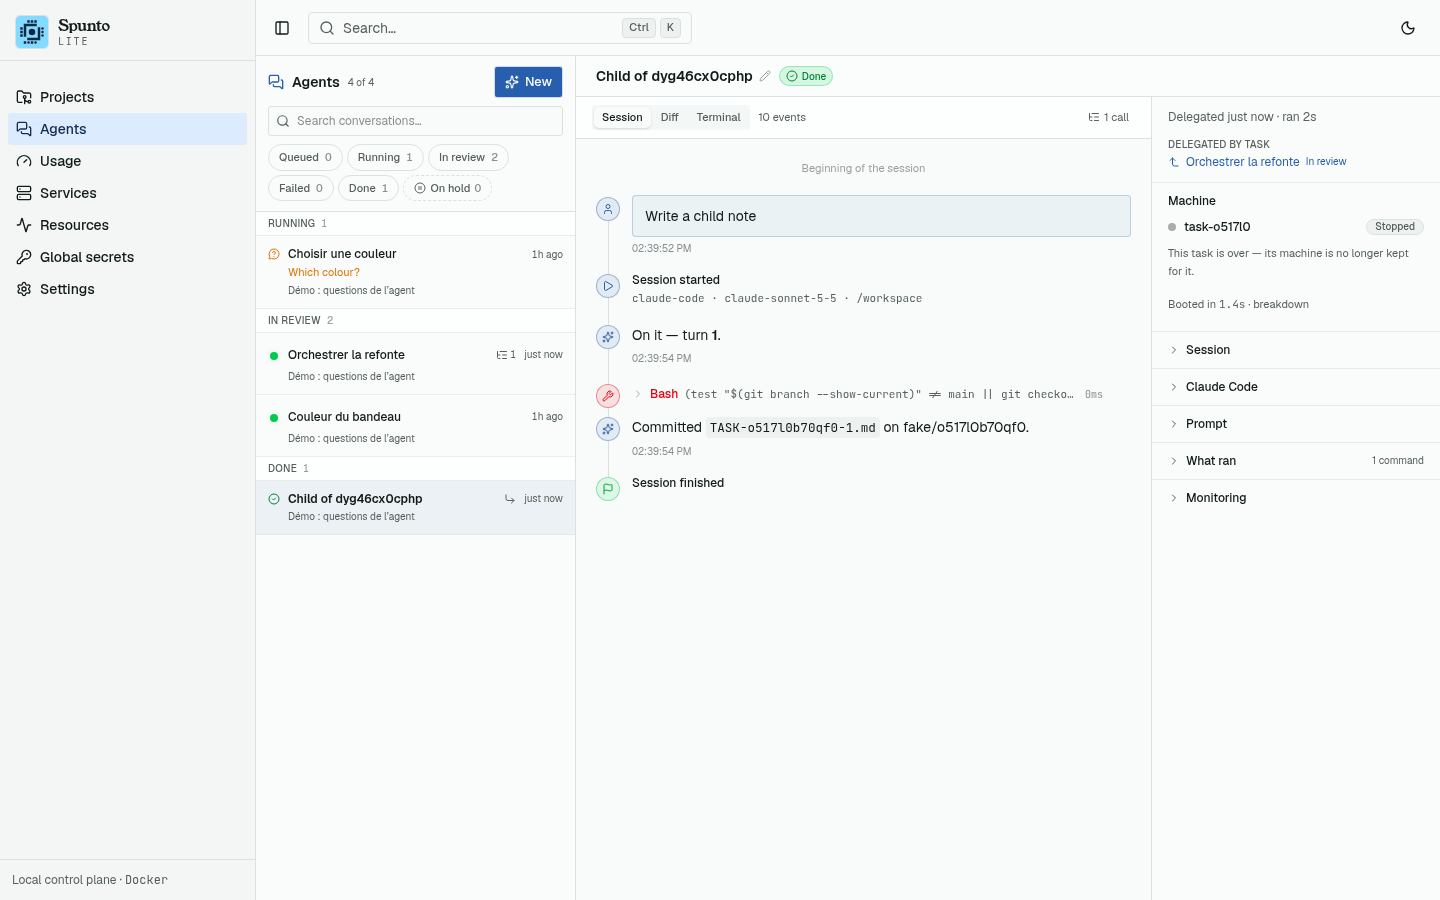 Spunto
LITE
Projects
Agents
Usage
Services
Resources
Global secrets
Settings
Local control plane · Docker
Search...
Ctrl K
Agents 4 of 4
New
Search conversations...
Queued 0
Running 1
In review 2
Failed 0
Done 1
On hold 0
RUNNING 1
Choisir une couleur 1h ago
Which colour?
Démo : questions de l'agent
IN REVIEW 2
Orchestrer la refonte 1 just now
Démo : questions de l'agent
Couleur du bandeau 1h ago
Démo : questions de l'agent
DONE 1
Child of dyg46cx0cphp just now
Démo : questions de l'agent
Child of dyg46cx0cphp Done
Session Diff Terminal 10 events 1 call
Beginning of the session
Write a child note
02:39:52 PM
Session started
claude-code · claude-sonnet-5-5 · /workspace
On it — turn 1.
02:39:54 PM
Bash (test "$(git branch --show-current)" != main || git checko… 0ms
Committed TASK-o517l0b70qf0-1.md on fake/o517l0b70qf0.
02:39:54 PM
Session finished
Delegated just now · ran 2s
DELEGATED BY TASK
Orchestrer la refonte In review
Machine
task-o517l0 Stopped
This task is over — its machine is no longer kept
for it.
Booted in 1.4s · breakdown
Session
Claude Code
Prompt
What ran 1 command
Monitoring